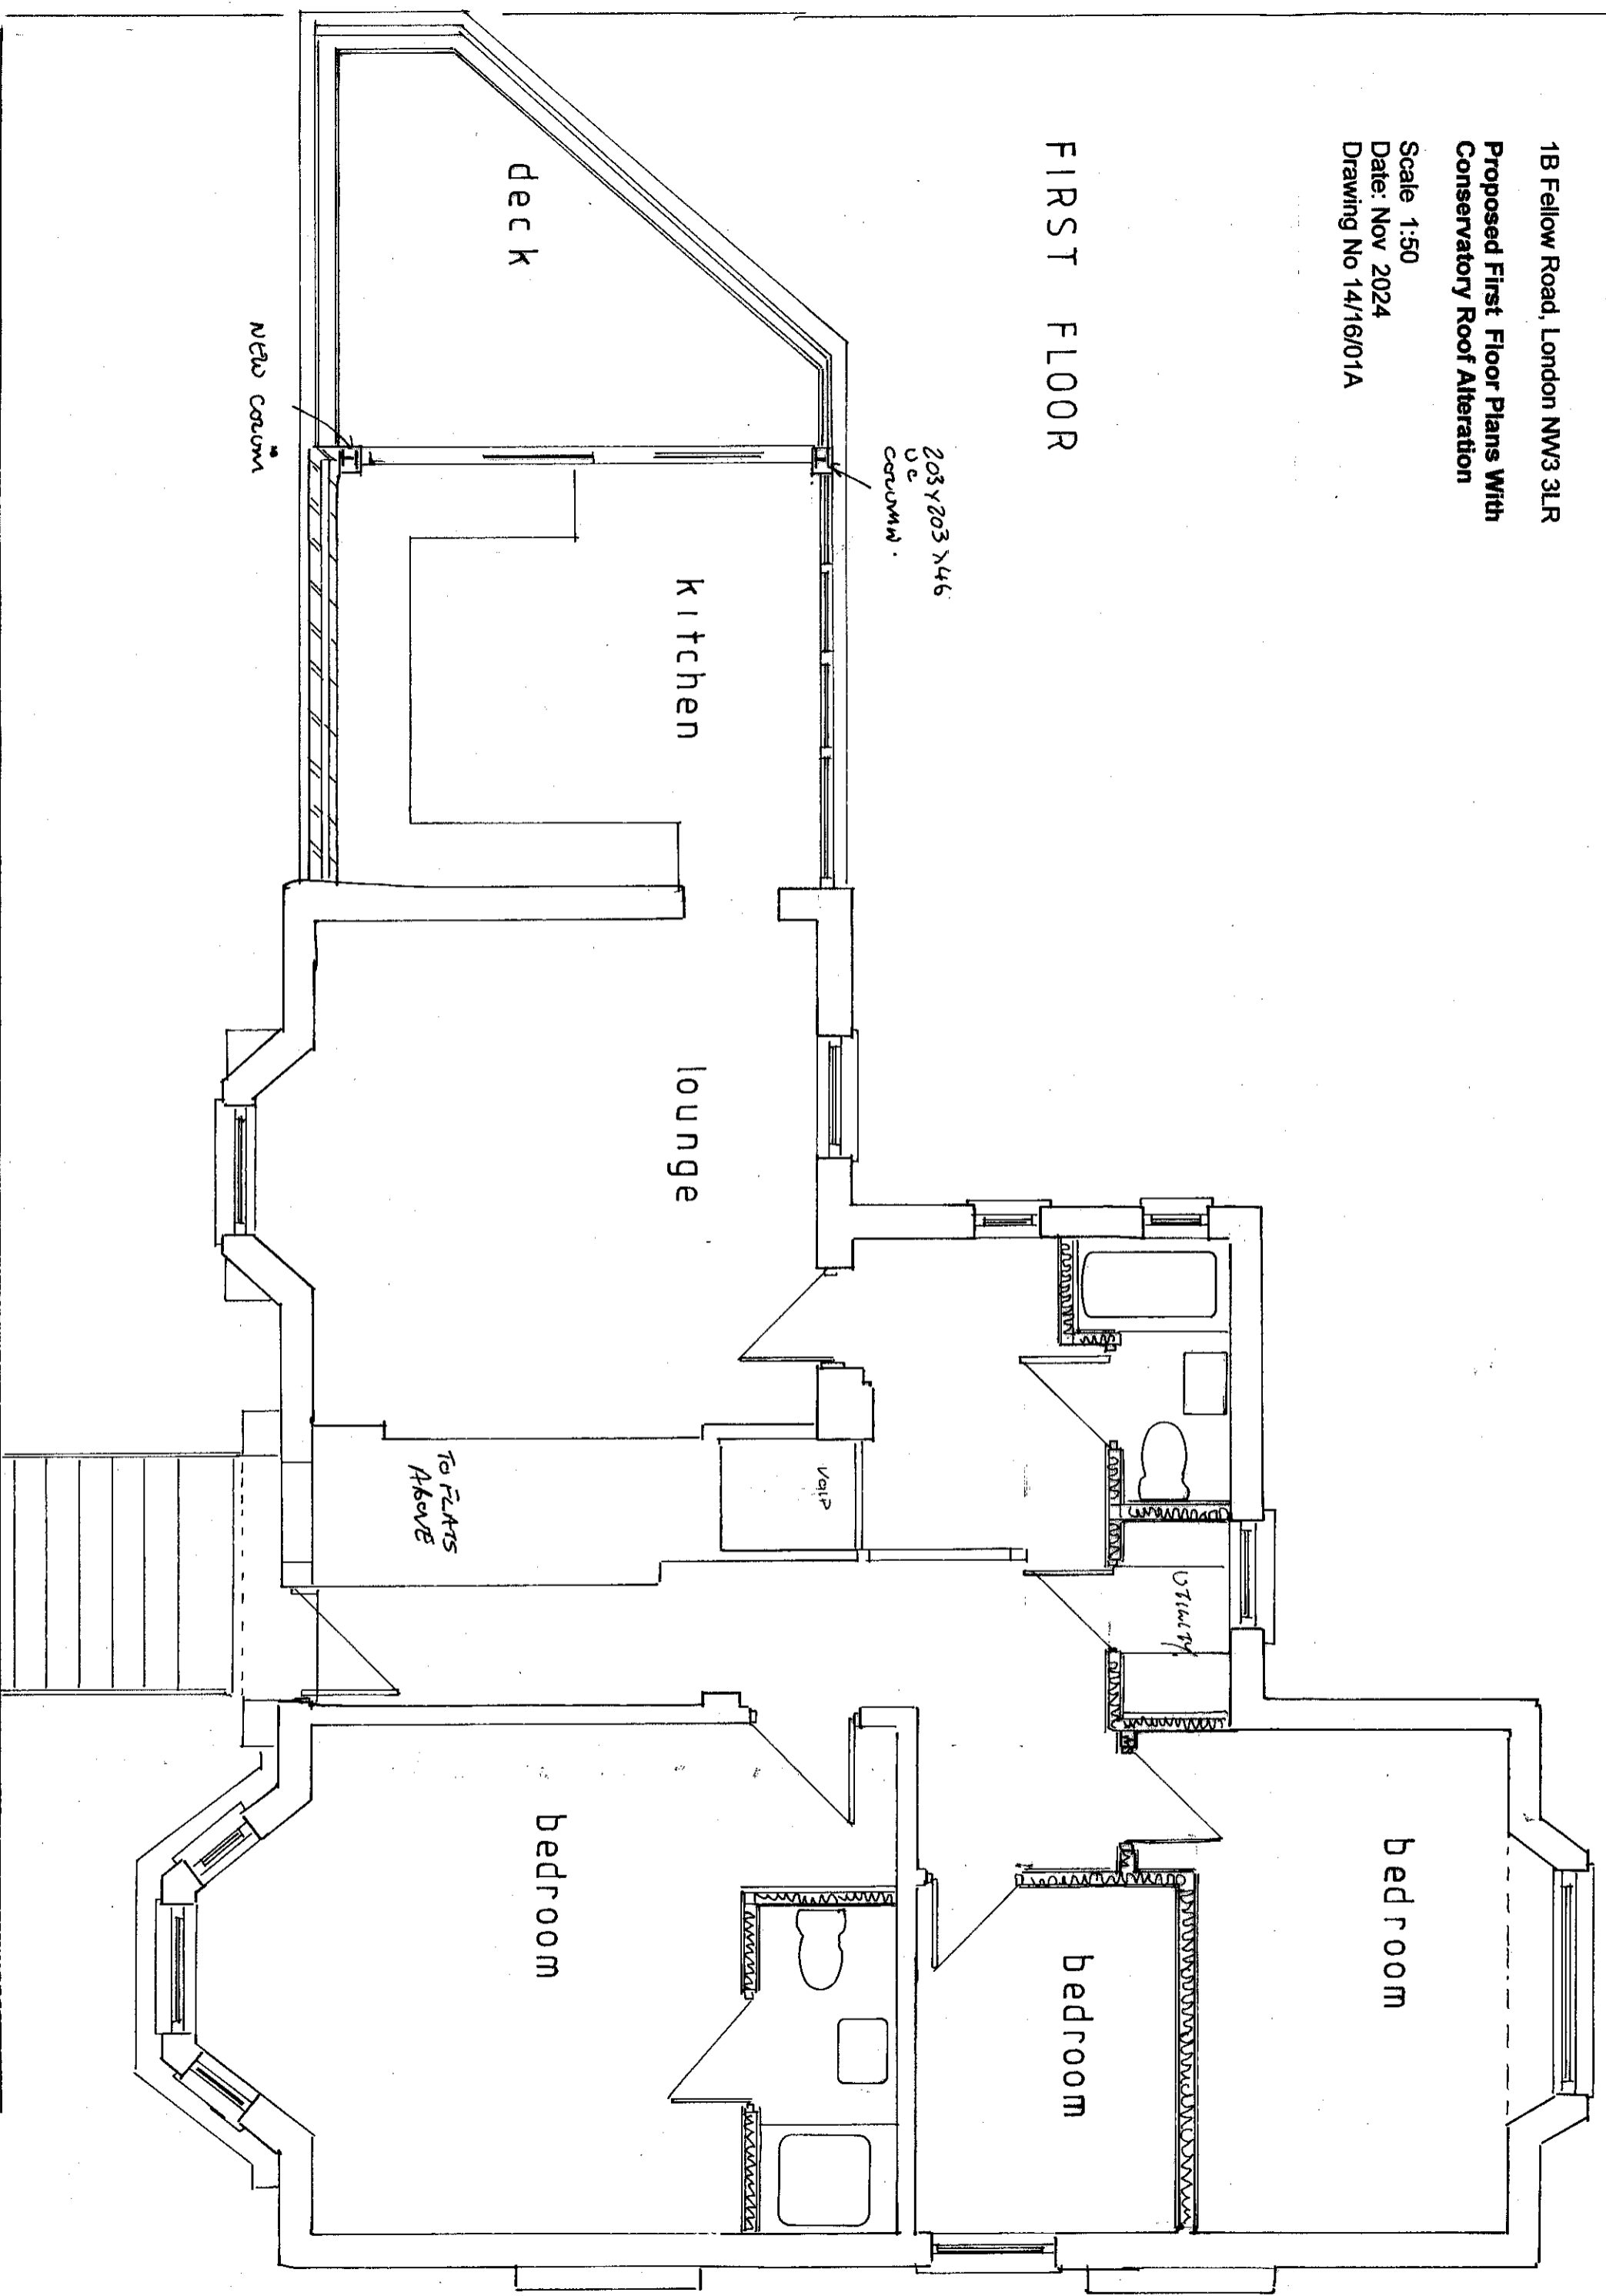 1B Fellow Road, London NW3 3LR
Proposed First Floor Plans With
Conservatory Roof Alteration
Scale 1:50
Date: Nov 2024
Drawing No 14/16/01A
FIRST FLOOR
203x203x46
UC
COLUMN.
deck
NEW COLUM
kitchen
lounge
VOID
TO FLATS
ABOVE
UTILITY
bedroom
bedroom
bedroom